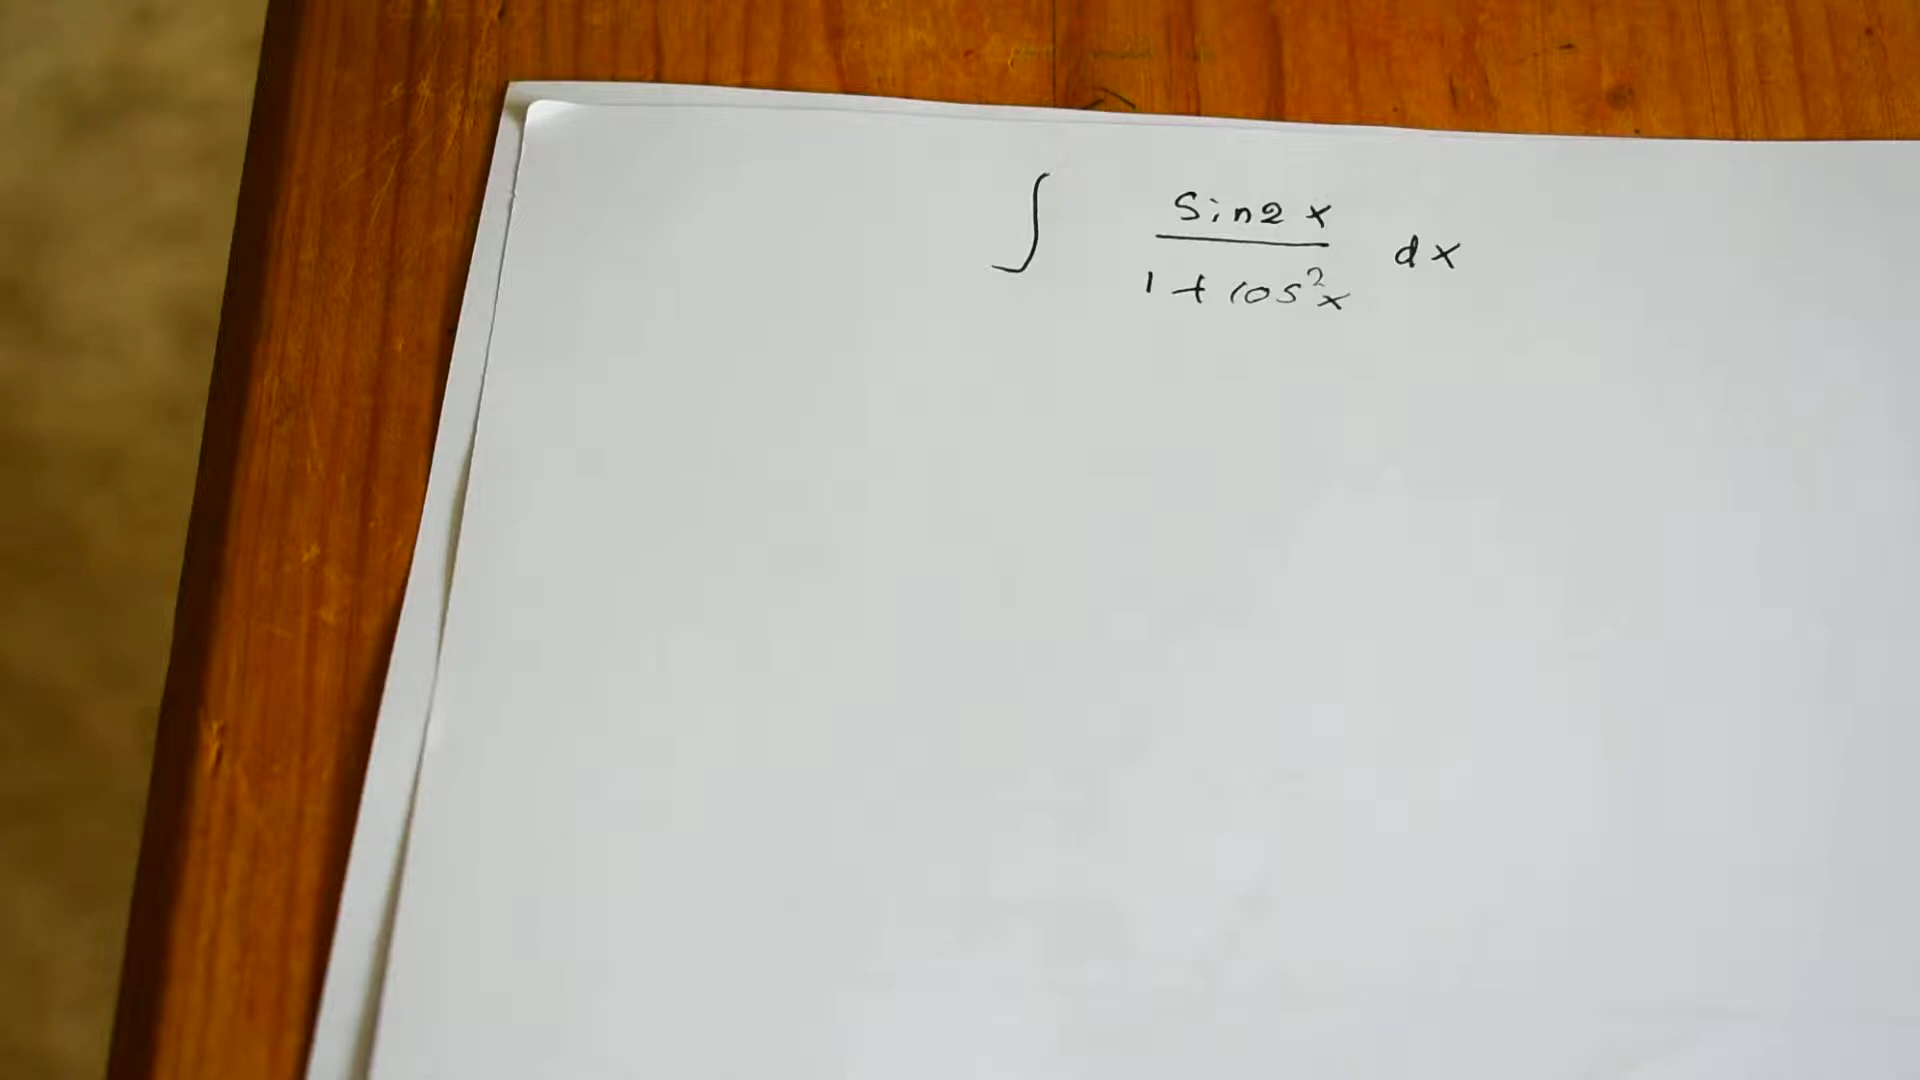 ∫ sin2x / 1 + cos²x dx